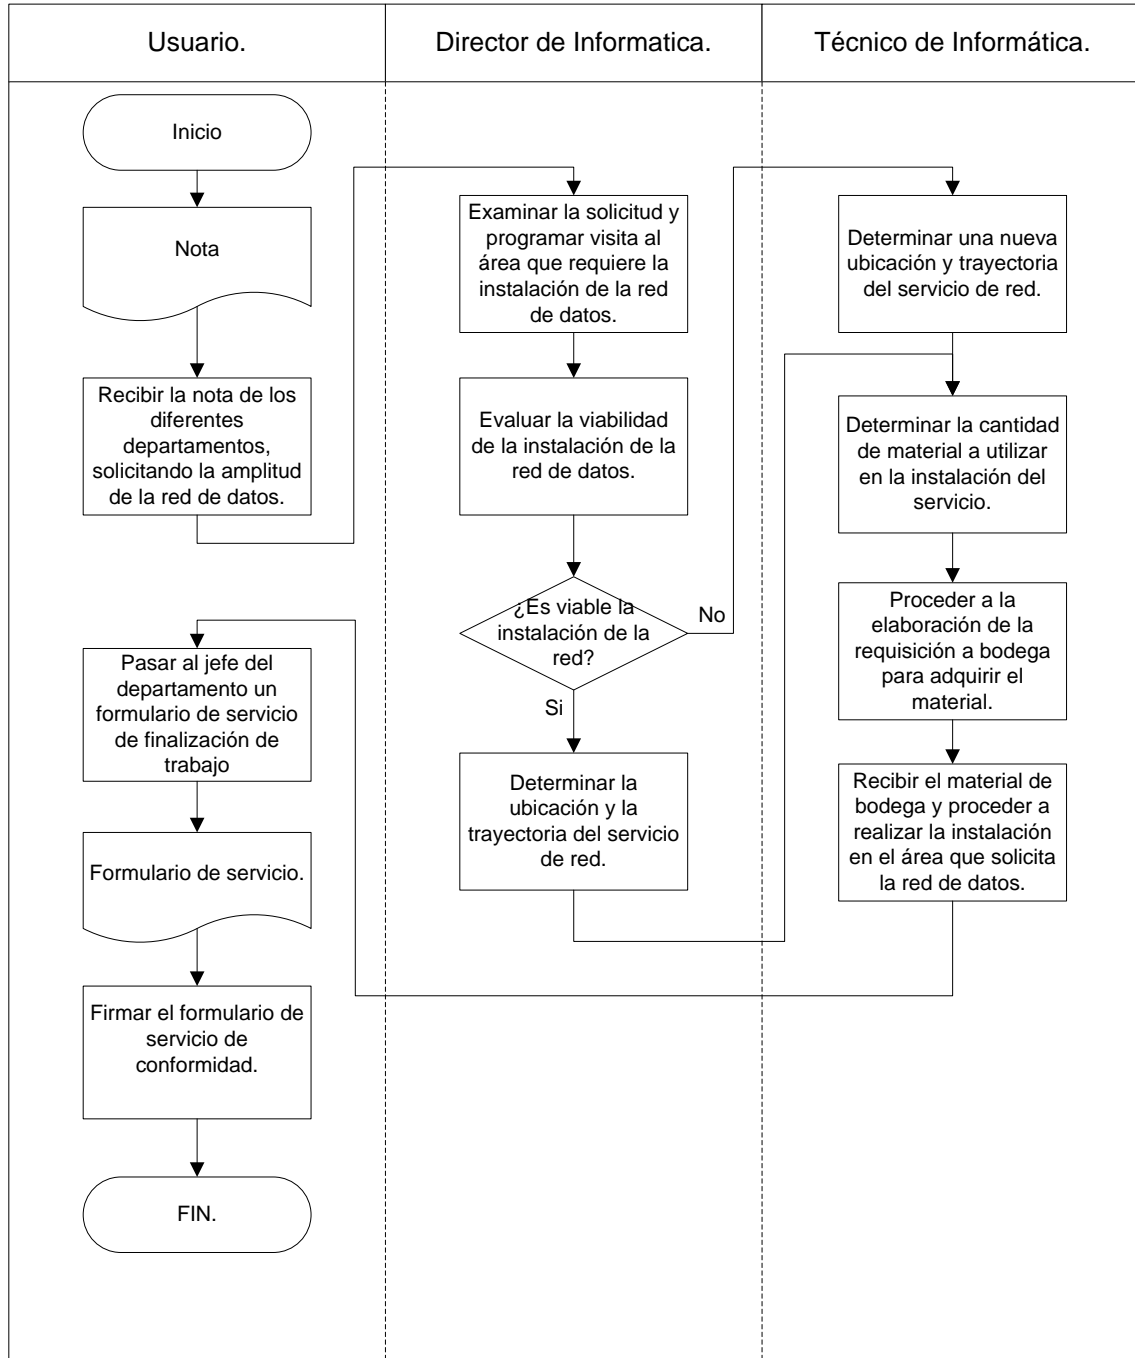 Usuario.
Director de Informatica.
Técnico de Informática.
Inicio
Nota
Recibir la nota de los
diferentes
departamentos,
solicitando la amplitud
de la red de datos.
Pasar al jefe del
departamento un
formulario de servicio
de finalización de
trabajo
Formulario de servicio.
Firmar el formulario de
servicio de
conformidad.
FIN.
Examinar la solicitud y
programar visita al
área que requiere la
instalación de la red
de datos.
Evaluar la viabilidad
de la instalación de la
red de datos.
¿Es viable la
instalación de la
red?
No
Si
Determinar la
ubicación y la
trayectoria del servicio
de red.
Determinar una nueva
ubicación y trayectoria
del servicio de red.
Determinar la cantidad
de material a utilizar
en la instalación del
servicio.
Proceder a la
elaboración de la
requisición a bodega
para adquirir el
material.
Recibir el material de
bodega y proceder a
realizar la instalación
en el área que solicita
la red de datos.